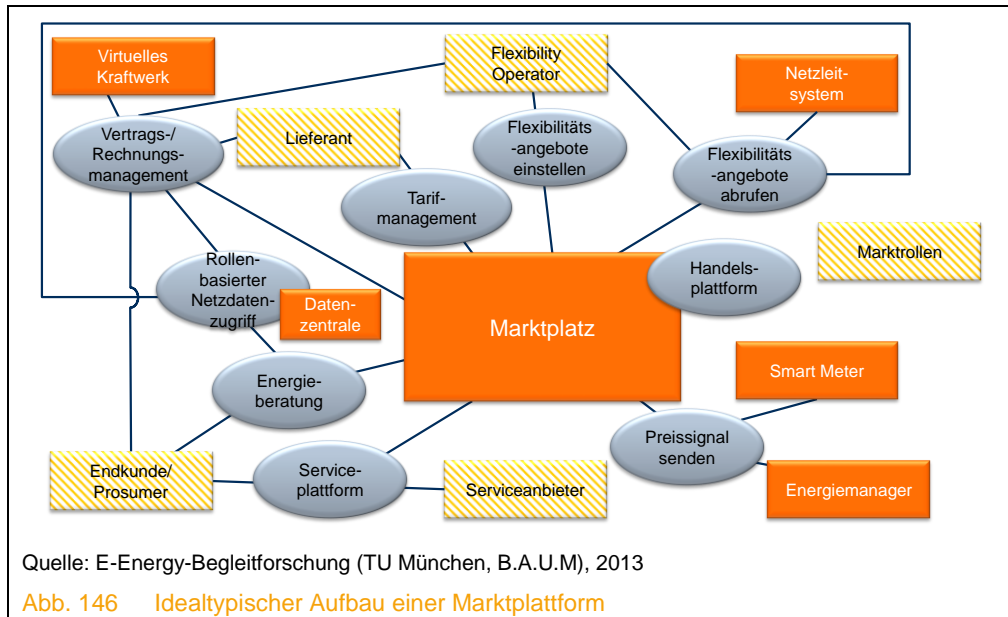 Virtuelles
Kraftwerk
Flexibility
Operator
Netzleit-
system
Vertrags-/
Rechnungs-
management
Lieferant
Flexibilitäts
-angebote
einstellen
Flexibilitäts
-angebote
abrufen
Tarif-
management
Marktrollen
Rollen-
basierter
Netzdaten-
zugriff
Daten-
zentrale
Marktplatz
Handels-
plattform
Energie-
beratung
Smart Meter
Preissignal
senden
Endkunde/
Prosumer
Service-
plattform
Serviceanbieter
Energiemanager
Quelle: E-Energy-Begleitforschung (TU München, B.A.U.M), 2013
Abb. 146 Idealtypischer Aufbau einer Marktplattform